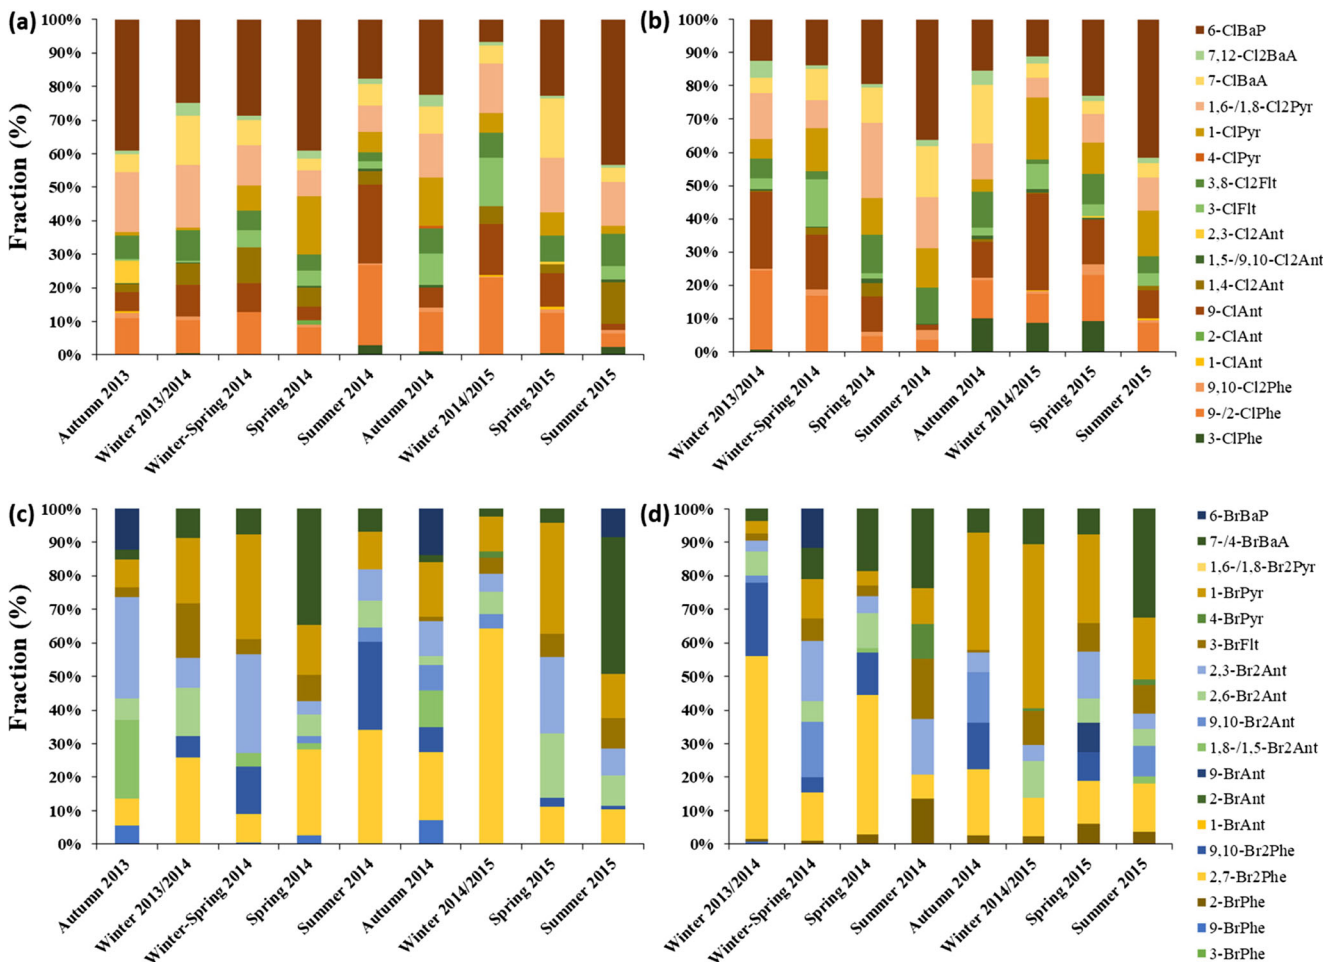 (a)
Fraction (%)
100%
90%
80%
70%
60%
50%
40%
30%
20%
10%
0%
Autumn 2013
Winter 2013/2014
Winter-Spring 2014
Spring 2014
Summer 2014
Autumn 2014
Winter 2014/2015
Spring 2015
Summer 2015
(b)
100%
90%
80%
70%
60%
50%
40%
30%
20%
10%
0%
Winter 2013/2014
Winter-Spring 2014
Spring 2014
Summer 2014
Autumn 2014
Winter 2014/2015
Spring 2015
Summer 2015
6-ClBaP
7,12-Cl2BaA
7-ClBaA
1,6-/1,8-Cl2Pyr
1-ClPyr
4-ClPyr
3,8-Cl2Flt
3-ClFlt
2,3-Cl2Ant
1,5-/9,10-Cl2Ant
1,4-Cl2Ant
9-ClAnt
2-ClAnt
1-ClAnt
9,10-Cl2Phe
9-/2-ClPhe
3-ClPhe
(c)
Fraction (%)
100%
90%
80%
70%
60%
50%
40%
30%
20%
10%
0%
Autumn 2013
Winter 2013/2014
Winter-Spring 2014
Spring 2014
Summer 2014
Autumn 2014
Winter 2014/2015
Spring 2015
Summer 2015
(d)
100%
90%
80%
70%
60%
50%
40%
30%
20%
10%
0%
Winter 2013/2014
Winter-Spring 2014
Spring 2014
Summer 2014
Autumn 2014
Winter 2014/2015
Spring 2015
Summer 2015
6-BrBaP
7-/4-BrBaA
1,6-/1,8-Br2Pyr
1-BrPyr
4-BrPyr
3-BrFlt
2,3-Br2Ant
2,6-Br2Ant
9,10-Br2Ant
1,8-/1,5-Br2Ant
9-BrAnt
2-BrAnt
1-BrAnt
9,10-Br2Phe
2,7-Br2Phe
2-BrPhe
9-BrPhe
3-BrPhe